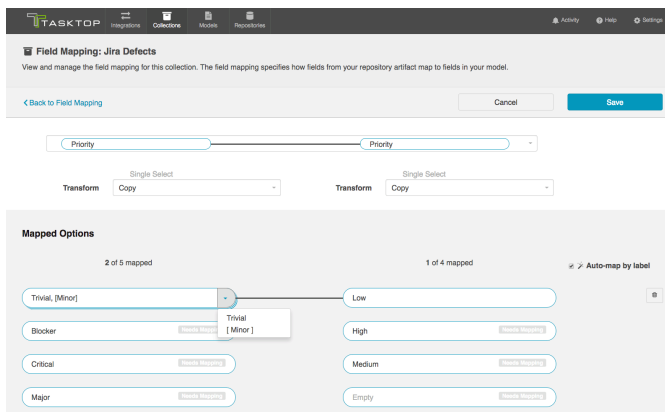 TASKTOP
Integrations Collections Models Repositories
Activity Help Settings
Field Mapping: Jira Defects
View and manage the field mapping for this collection. The field mapping specifies how fields from your repository artifact map to fields in your model.
Back to Field Mapping
Cancel Save
Priority Priority
Single Select Single Select
Transform Copy Transform Copy
Mapped Options
2 of 5 mapped 1 of 4 mapped Auto-map by label
Trivial, [Minor] Low
Trivial
[ Minor ]
Blocker Needs Mapping High Needs Mapping
Critical Needs Mapping Medium Needs Mapping
Major Needs Mapping Empty Needs Mapping